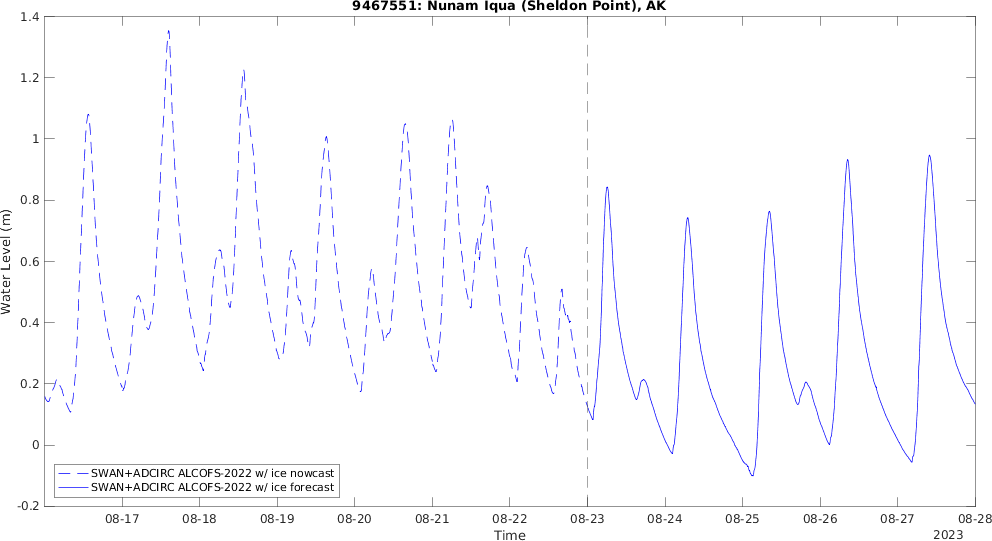 9467551: Nunam Iqua (Sheldon Point), AK
Water Level (m)
1.4
1.2
1
0.8
0.6
0.4
0.2
0
-0.2
SWAN+ADCIRC ALCOFS-2022 w/ ice nowcast
SWAN+ADCIRC ALCOFS-2022 w/ ice forecast
08-17 08-18 08-19 08-20 08-21 08-22 08-23 08-24 08-25 08-26 08-27 08-28
Time
2023